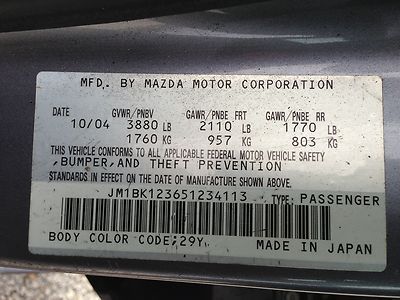 MFD. BY MAZDA MOTOR CORPORATION
DATE GVWR/PNBV GAWR/PNBE FRT GAWR/PNBE RR
10/04 3880 LB 2110 LB 1770 LB
1760 KG 957 KG 803 KG
THIS VEHICLE CONFORMS TO ALL APPLICABLE FEDERAL MOTOR VEHICLE SAFETY
,BUMPER,AND THEFT PREVENTION
STANDARDS IN EFFECT ON THE DATE OF MANUFACTURE SHOWN ABOVE.
JM1BK123651234113 TYPE: PASSENGER
BODY COLOR CODE;29Y MADE IN JAPAN